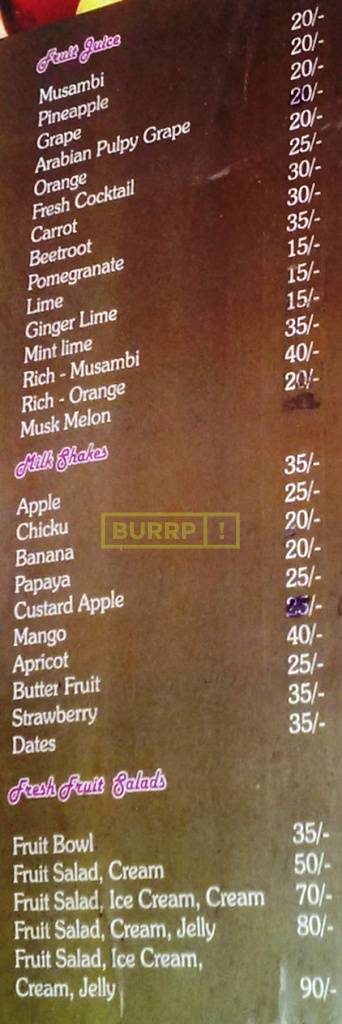 Fruit Juice
Musambi 20/-
Pineapple 20/-
Grape 20/-
Arabian Pulpy Grape 20/-
Orange 20/-
Fresh Cocktail 25/-
Carrot 30/-
Beetroot 30/-
Pomegranate 35/-
Lime 15/-
Ginger Lime 15/-
Mint lime 15/-
Rich - Musambi 35/-
Rich - Orange 40/-
Musk Melon 20/-
Milk Shakes
Apple 35/-
Chicku 25/-
BURRP !
Banana 20/-
Papaya 20/-
Custard Apple 25/-
Mango 25/-
Apricot 40/-
Butter Fruit 25/-
Strawberry 35/-
Dates 35/-
Fresh Fruit Salads
Fruit Bowl 35/-
Fruit Salad, Cream 50/-
Fruit Salad, Ice Cream, Cream 70/-
Fruit Salad, Cream, Jelly 80/-
Fruit Salad, Ice Cream,
Cream, Jelly 90/-